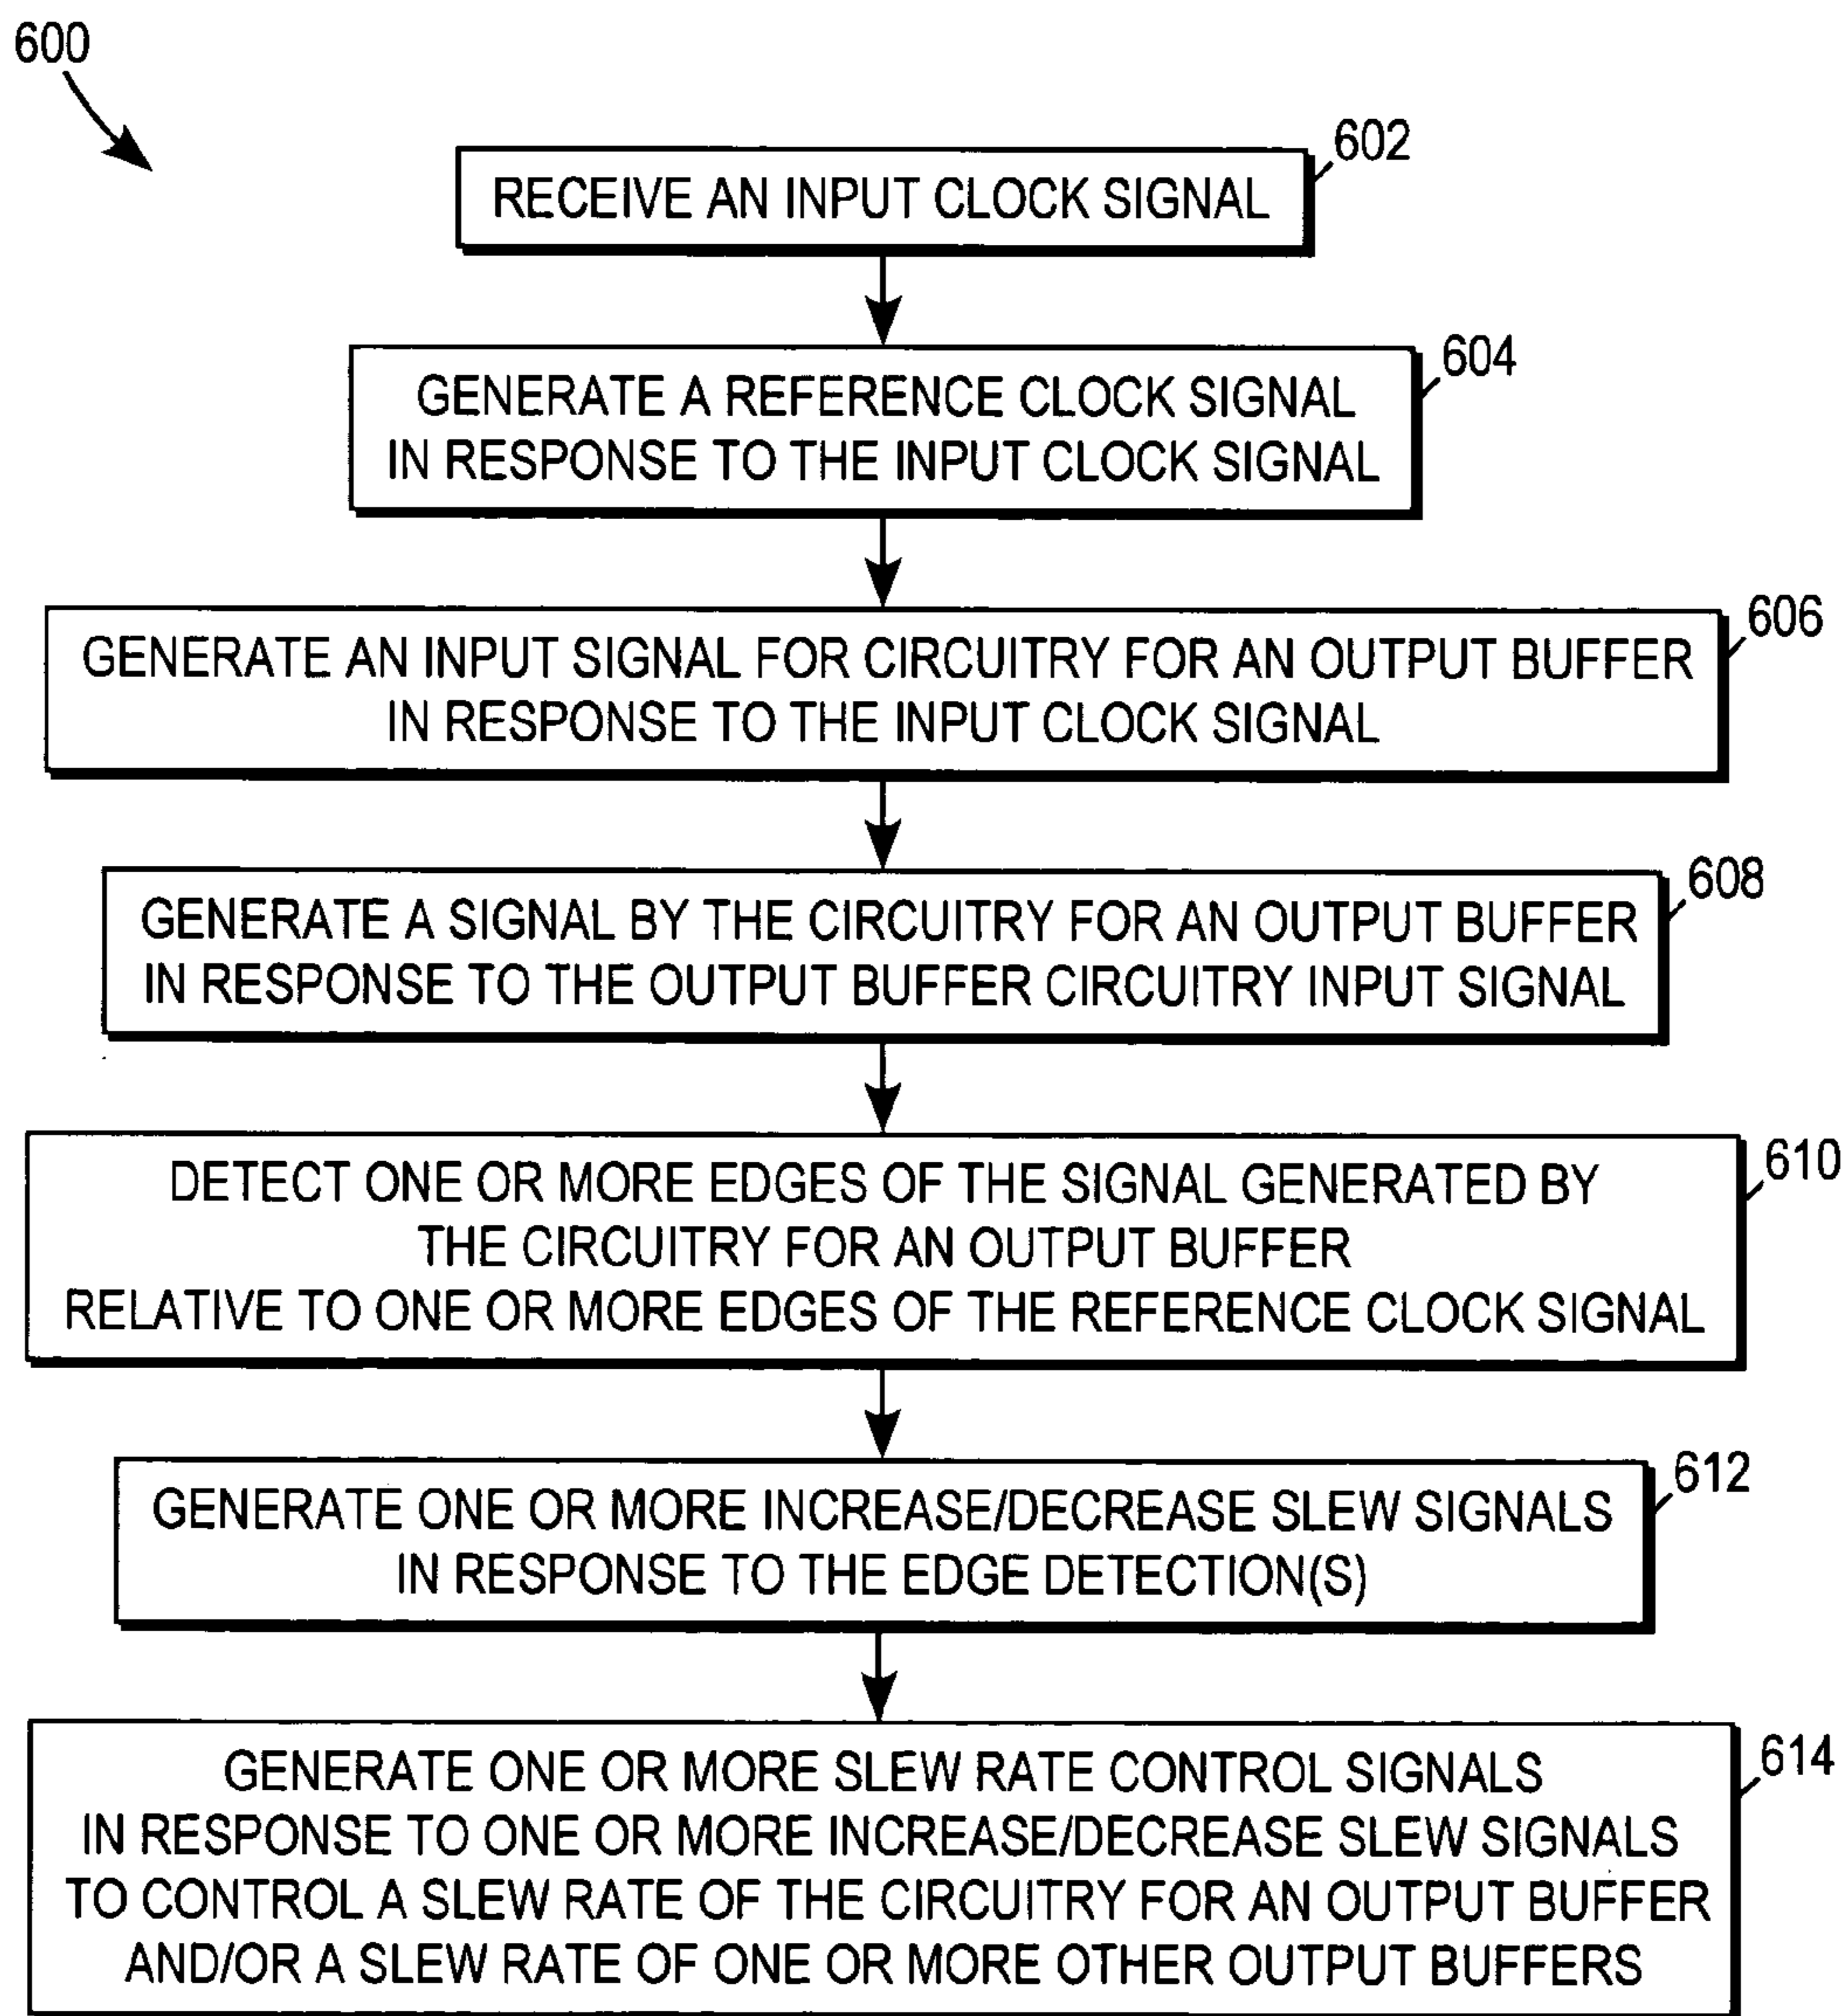 600
602
RECEIVE AN INPUT CLOCK SIGNAL
604
GENERATE A REFERENCE CLOCK SIGNAL
IN RESPONSE TO THE INPUT CLOCK SIGNAL
606
GENERATE AN INPUT SIGNAL FOR CIRCUITRY FOR AN OUTPUT BUFFER
IN RESPONSE TO THE INPUT CLOCK SIGNAL
608
GENERATE A SIGNAL BY THE CIRCUITRY FOR AN OUTPUT BUFFER
IN RESPONSE TO THE OUTPUT BUFFER CIRCUITRY INPUT SIGNAL
610
DETECT ONE OR MORE EDGES OF THE SIGNAL GENERATED BY
THE CIRCUITRY FOR AN OUTPUT BUFFER
RELATIVE TO ONE OR MORE EDGES OF THE REFERENCE CLOCK SIGNAL
612
GENERATE ONE OR MORE INCREASE/DECREASE SLEW SIGNALS
IN RESPONSE TO THE EDGE DETECTION(S)
614
GENERATE ONE OR MORE SLEW RATE CONTROL SIGNALS
IN RESPONSE TO ONE OR MORE INCREASE/DECREASE SLEW SIGNALS
TO CONTROL A SLEW RATE OF THE CIRCUITRY FOR AN OUTPUT BUFFER
AND/OR A SLEW RATE OF ONE OR MORE OTHER OUTPUT BUFFERS